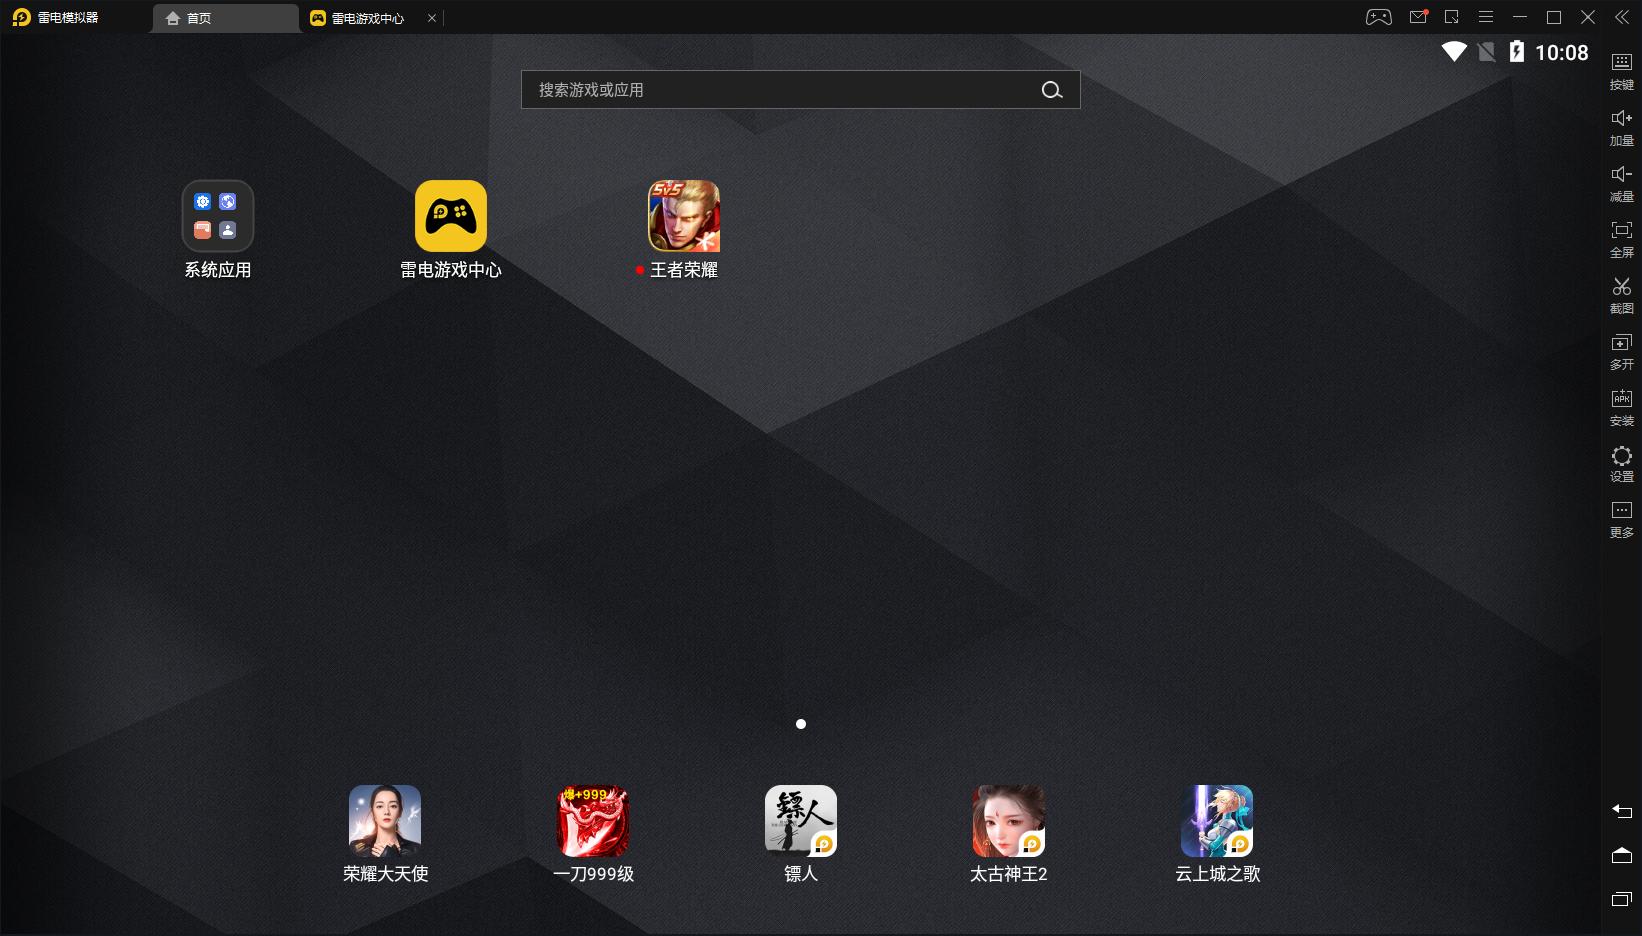 雷电模拟器
首页
雷电游戏中心
10:08
搜索游戏或应用
按键
加量
减量
全屏
截图
多开
APK
安装
设置
更多
5v5
系统应用
雷电游戏中心
王者荣耀
爆+999
镖人
荣耀大天使
一刀999级
镖人
太古神王2
云上城之歌